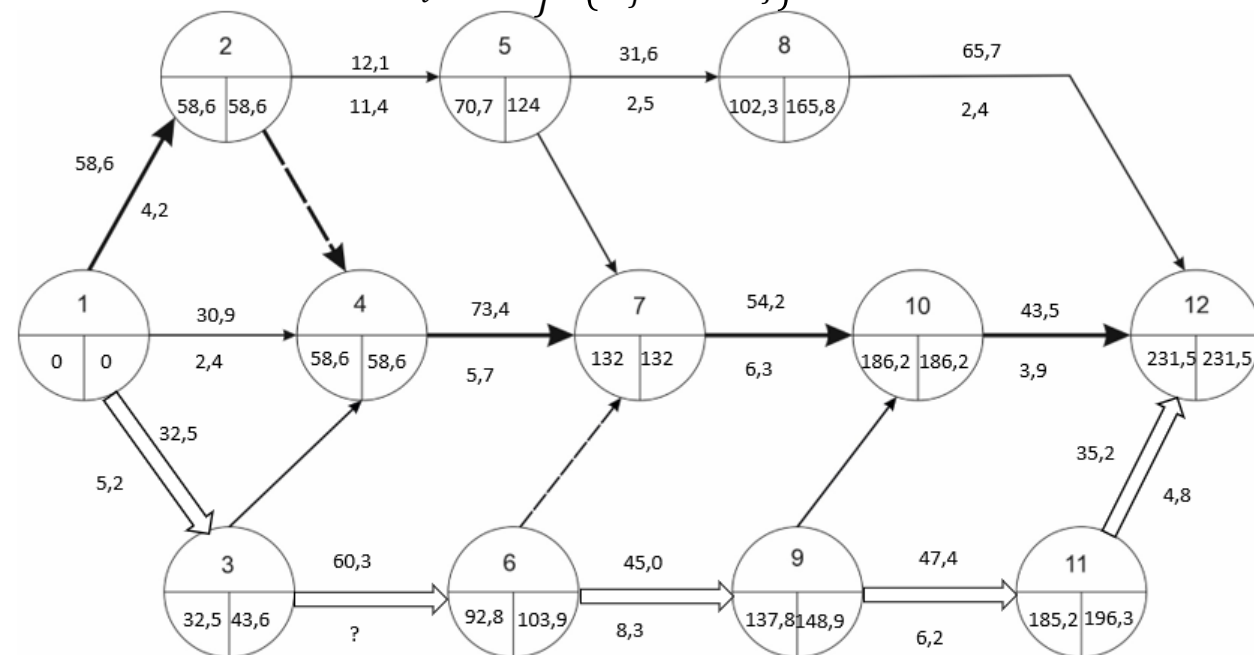 2 5 8
12,1 31,6 65,7
58,6 58,6 70,7 124 102,3 165,8
11,4 2,5 2,4
58,6
4,2
1 4 7 10 12
30,9 73,4 54,2 43,5
0 0 58,6 58,6 132 132 186,2 186,2 231,5 231,5
2,4 5,7 6,3 3,9
32,5
5,2
35,2
4,8
3 6 9 11
60,3 45,0 47,4
32,5 43,6 92,8 103,9 137,8 148,9 185,2 196,3
? 8,3 6,2